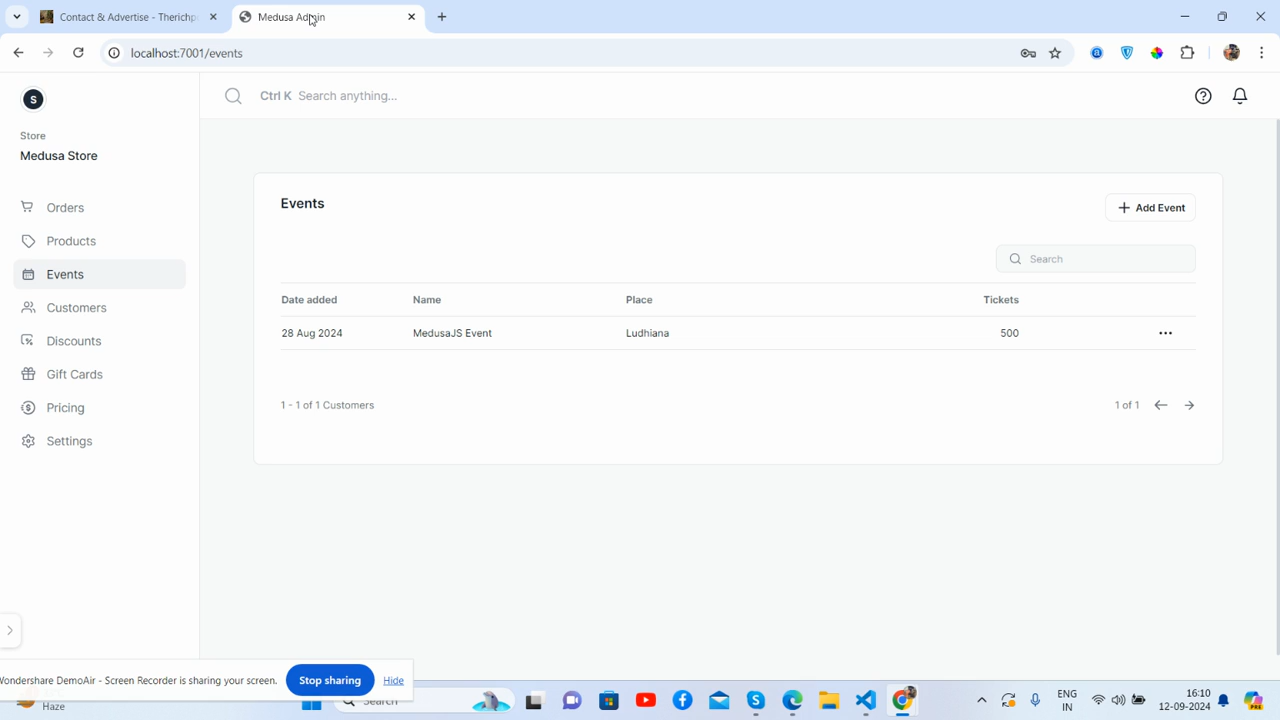 Contact & Advertise - Therichp
Medusa Admin
localhost:7001/events
S
Ctrl K Search anything...
Store
Medusa Store
Orders
Products
Events
Customers
Discounts
Gift Cards
Pricing
Settings
Events
Add Event
Search
Date added Name Place Tickets
28 Aug 2024 MedusaJS Event Ludhiana 500
1 - 1 of 1 Customers
1 of 1
Wondershare DemoAir - Screen Recorder is sharing your screen. Stop sharing Hide
Haze
Search
ENG
IN
16:10
12-09-2024
PRE